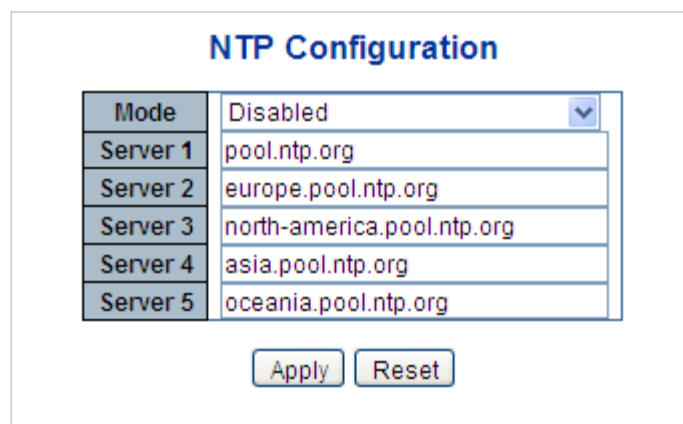 NTP Configuration
Mode Disabled
Server 1 pool.ntp.org
Server 2 europe.pool.ntp.org
Server 3 north-america.pool.ntp.org
Server 4 asia.pool.ntp.org
Server 5 oceania.pool.ntp.org
Apply Reset